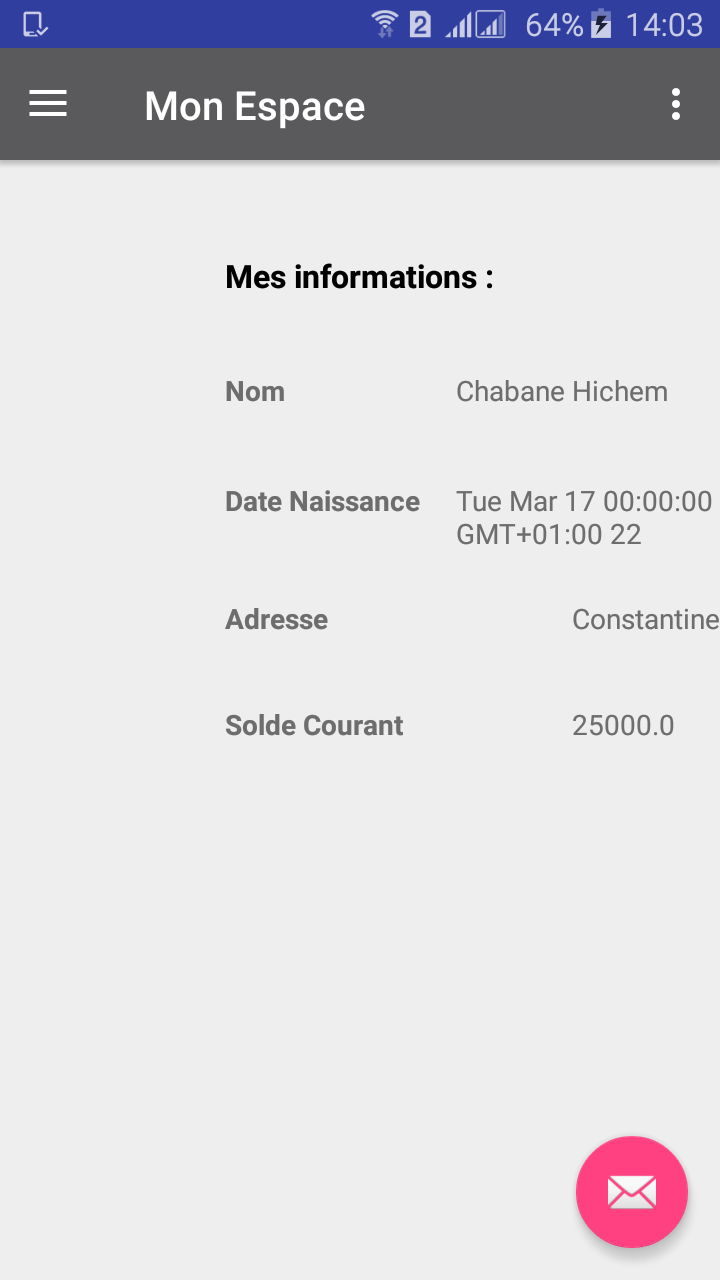 2 64% 14:03
Mon Espace
Mes informations :
Nom Chabane Hichem
Date Naissance Tue Mar 17 00:00:00
GMT+01:00 22
Adresse Constantine
Solde Courant 25000.0